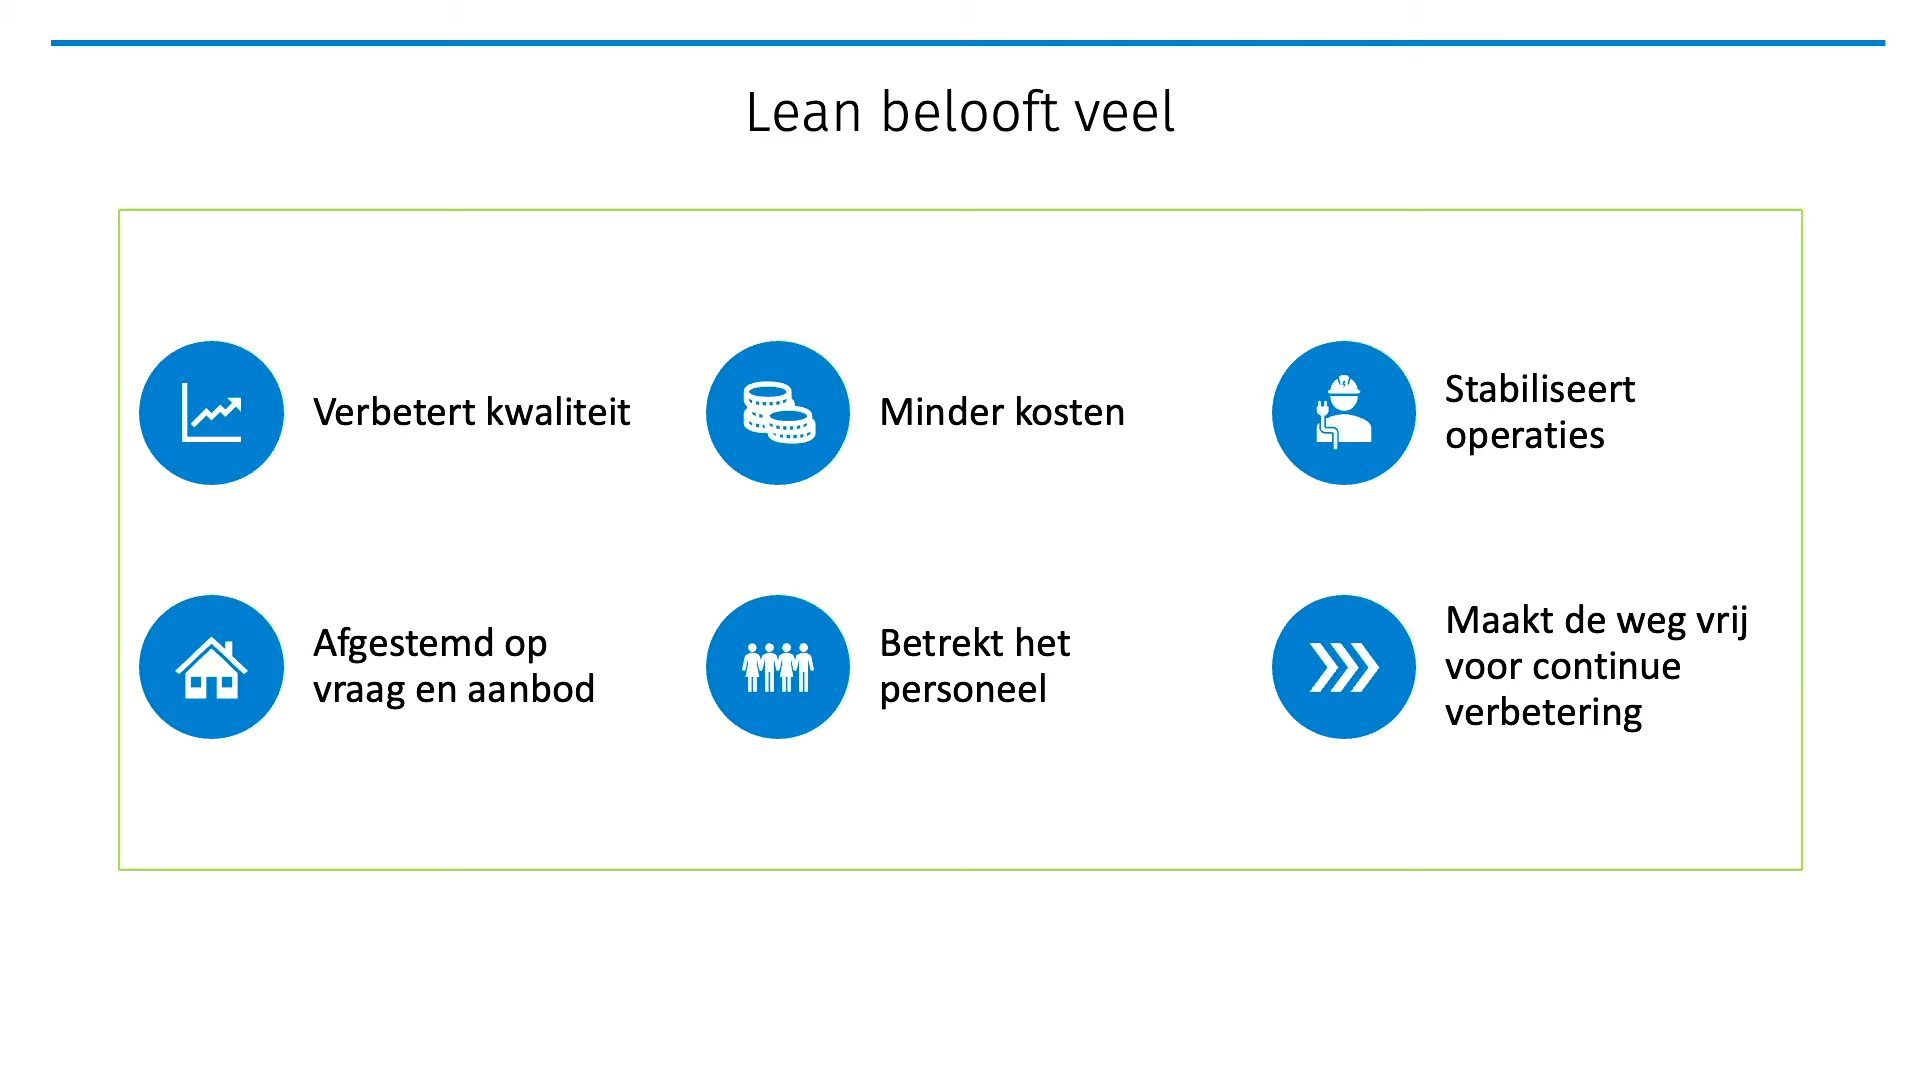 Lean belooft veel
Verbetert kwaliteit
Minder kosten
Stabiliseert
operaties
Afgestemd op
vraag en aanbod
Betrekt het
personeel
Maakt de weg vrij
voor continue
verbetering